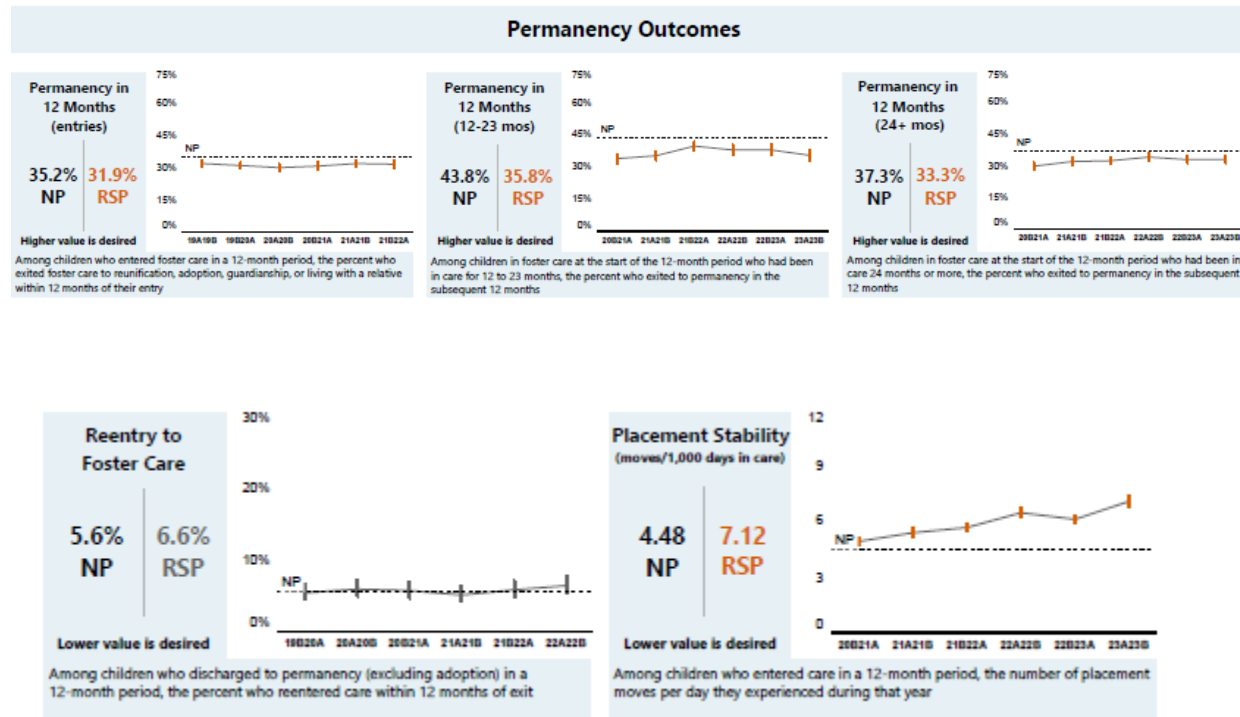 Permanency Outcomes
Permanency in
12 Months
(entries)
35.2% 31.9%
NP RSP
Higher value is desired
75%
60%
45%
NP
30%
15%
0%
19A19B 19B20A 20A20B 20B21A 21A21B 21B22A
Among children who entered foster care in a 12-month period, the percent who
exited foster care to reunification, adoption, guardianship, or living with a relative
within 12 months of their entry
Permanency in
12 Months
(12-23 mos)
43.8% 35.8%
NP RSP
Higher value is desired
75%
60%
45% NP
30%
15%
0%
20B21A 21A21B 21B22A 22A22B 22B23A 23A23B
Among children in foster care at the start of the 12-month period who had been
in care for 12 to 23 months, the percent who exited to permanency in the
subsequent 12 months
Permanency in
12 Months
(24+ mos)
37.3% 33.3%
NP RSP
Higher value is desired
75%
60%
45%
NP
30%
15%
0%
20B21A 21A21B 21B22A 22A22B 22B23A 23A23B
Among children in foster care at the start of the 12-month period who had been in
care 24 months or more, the percent who exited to permanency in the subsequent
12 months
Reentry to
Foster Care
5.6% 6.6%
NP RSP
Lower value is desired
30%
20%
10%
NP
0%
19B20A 20A20B 20B21A 21A21B 21B22A 22A22B
Among children who discharged to permanency (excluding adoption) in a
12-month period, the percent who reentered care within 12 months of exit
Placement Stability
(moves/1,000 days in care)
4.48 7.12
NP RSP
Lower value is desired
12
9
6
NP
3
0
20B21A 21A21B 21B22A 22A22B 22B23A 23A23B
Among children who entered care in a 12-month period, the number of placement
moves per day they experienced during that year